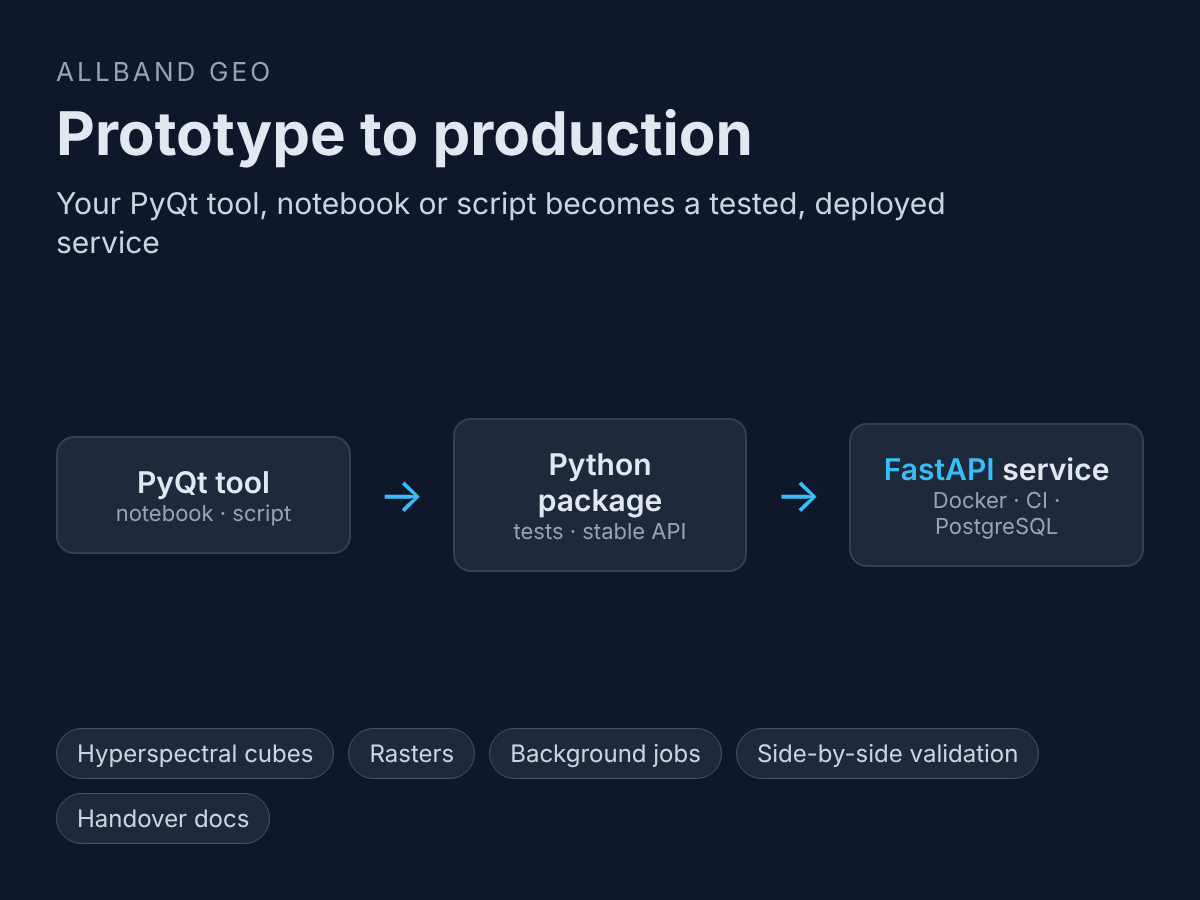 ALLBAND GEO
Prototype to production
Your PyQt tool, notebook or script becomes a tested, deployed
service
PyQt tool
notebook · script
→
Python
package
tests · stable API
→
FastAPI service
Docker · CI ·
PostgreSQL
Hyperspectral cubes
Rasters
Background jobs
Side-by-side validation
Handover docs